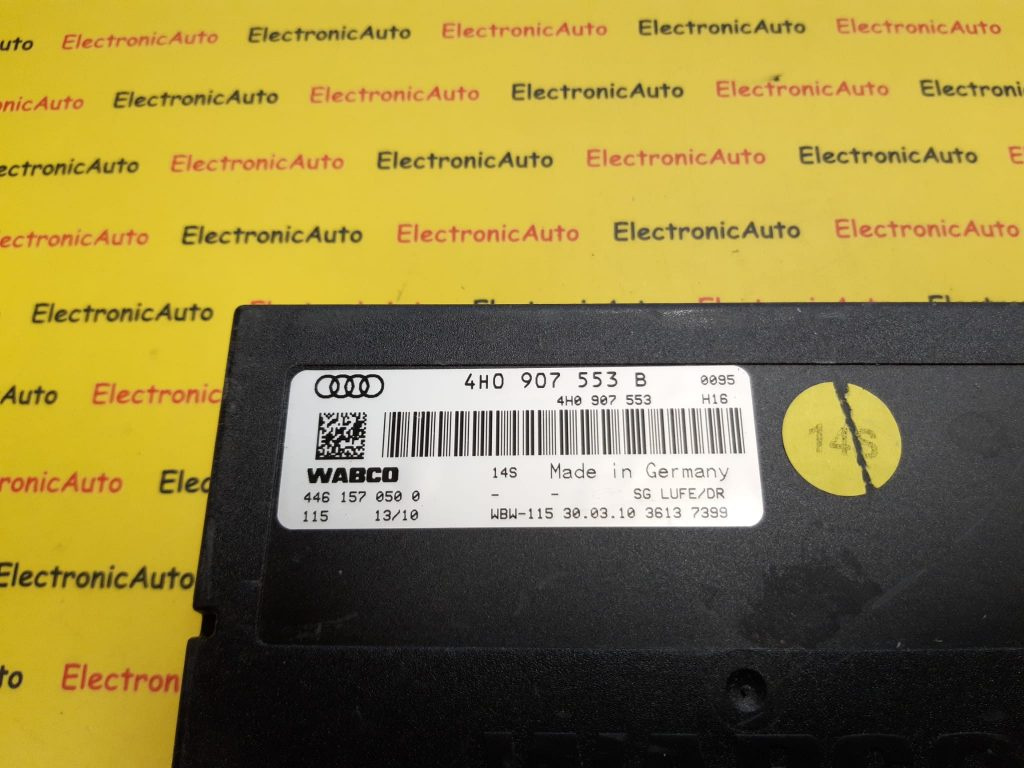 ElectronicAuto ElectronicAuto ElectronicAuto ElectronicAuto ElectronicAuto
ElectronicAuto ElectronicAuto ElectronicAuto ElectronicAuto
ElectronicAuto ElectronicAuto ElectronicAuto ElectronicAuto
ElectronicAuto ElectronicAuto ElectronicAuto ElectronicAuto
ElectronicAuto
ElectronicAuto
ElectronicAuto
Electron
4H0 907 553 B 0095
4H0 907 553 H16
WABCO 14S Made in Germany
446 157 050 0 - - SG LUFE/DR
115 13/10 WBW-115 30.03.10 3613 7399
14S